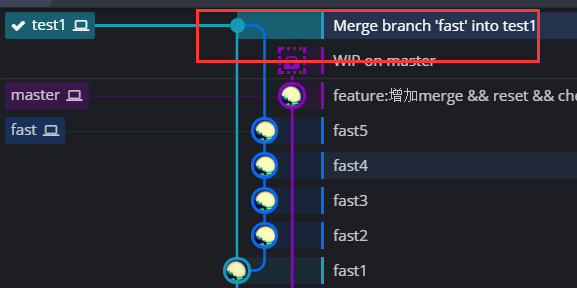 test1 Merge branch 'fast' into test1
WIP on master
master feature:增加merge && reset && che
fast fast5
fast4
fast3
fast2
fast1